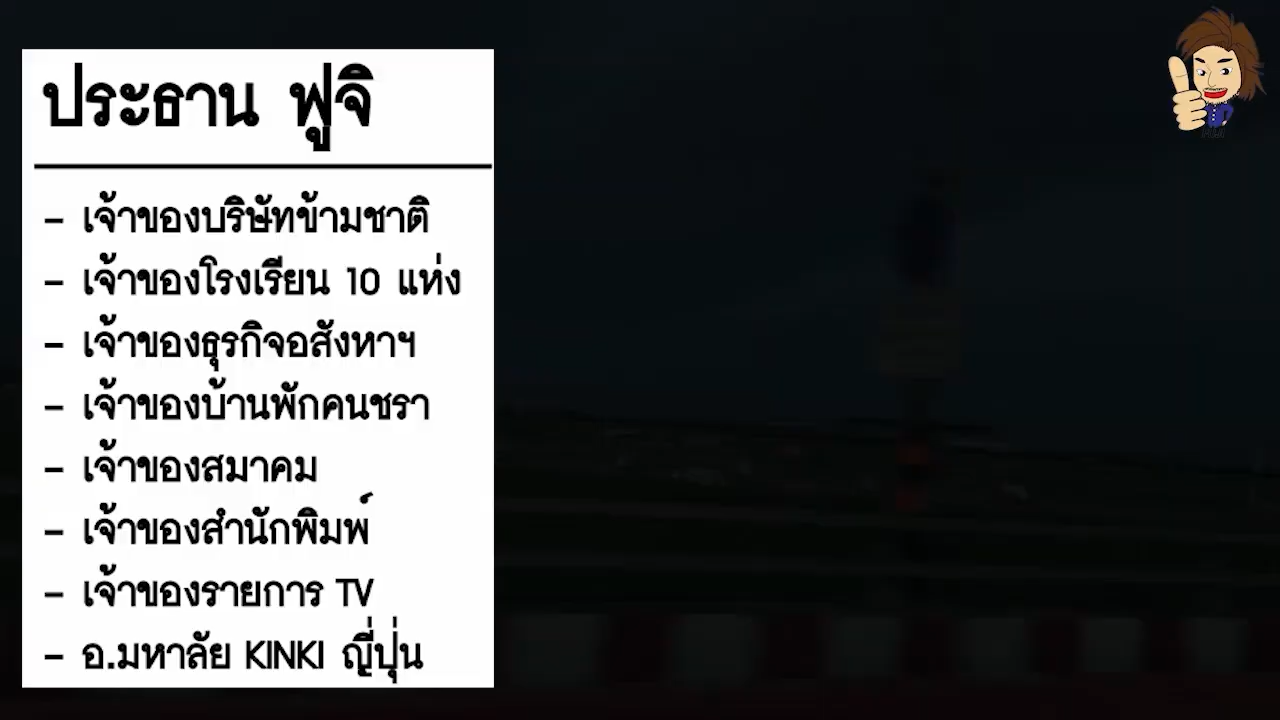 ประธาน ฟูจิ
- เจ้าของบริษัทข้ามชาติ
- เจ้าของโรงเรียน 10 แห่ง
- เจ้าของธุรกิจอสังหาฯ
- เจ้าของบ้านพักคนชรา
- เจ้าของสมาคม
- เจ้าของสำนักพิมพ์
- เจ้าของรายการ TV
- อ.มหาลัย KINKI ญี่ปุ่น